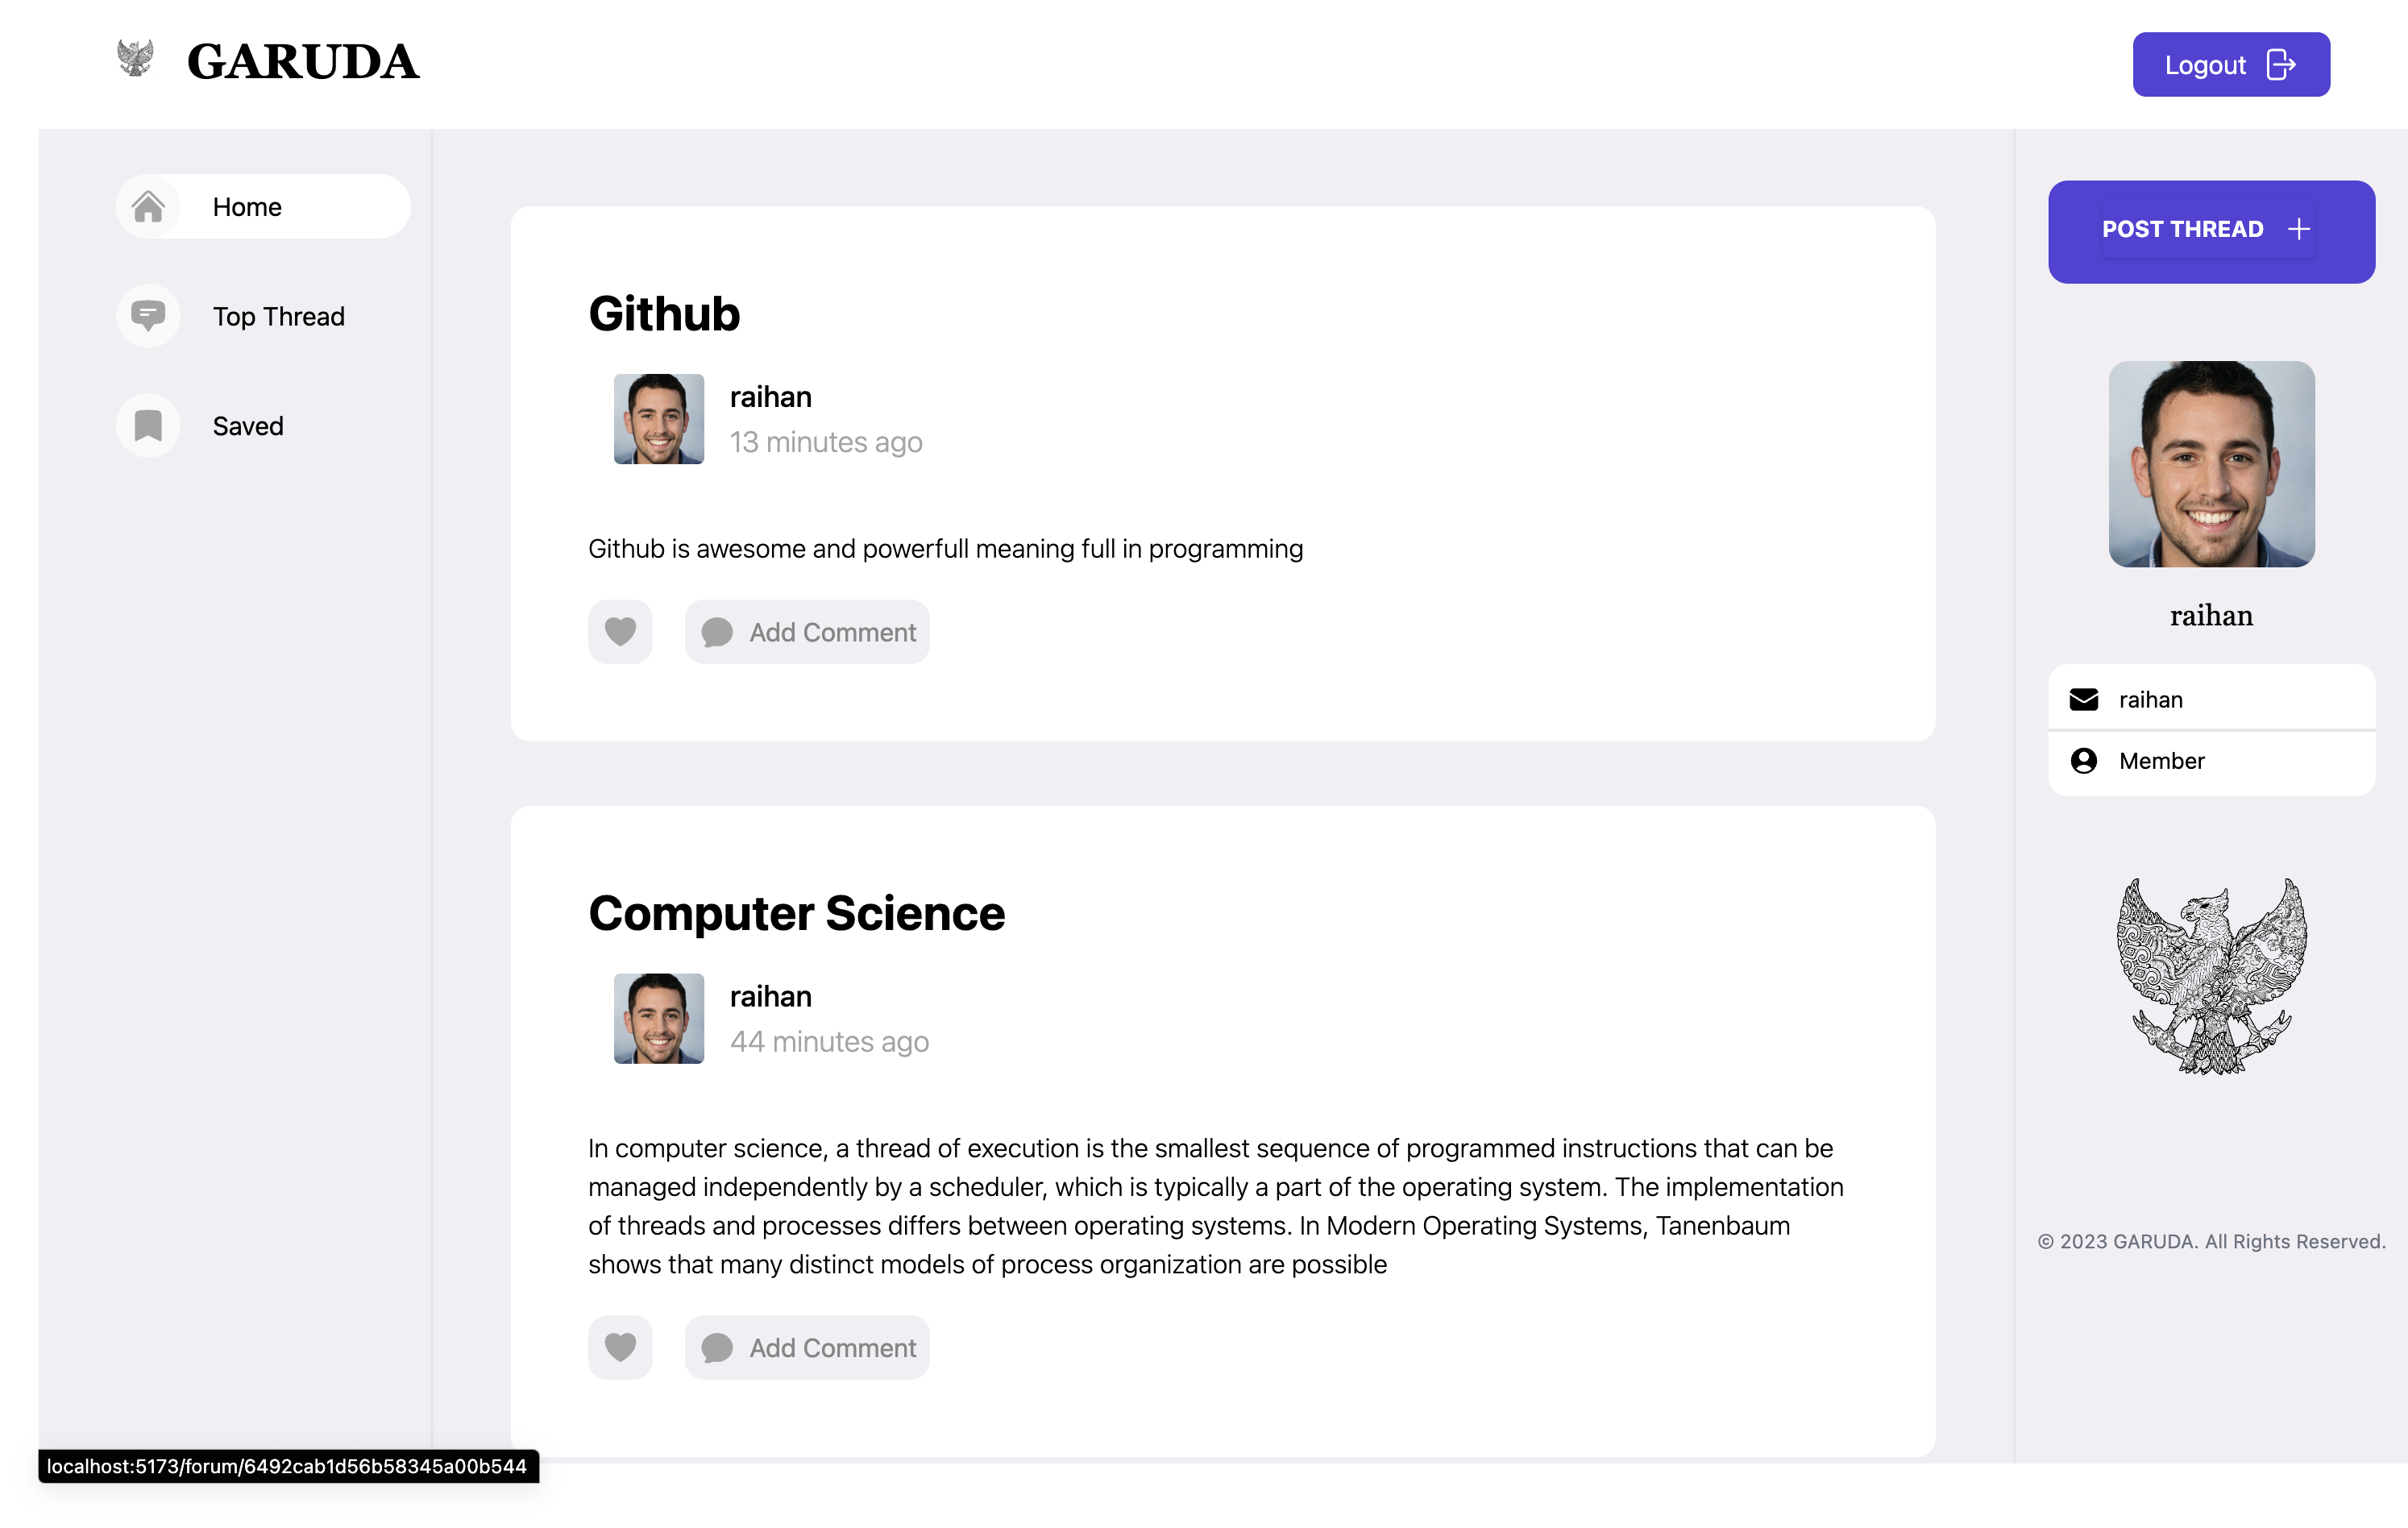 GARUDA
Logout
Home
Top Thread
Saved
Github
raihan
13 minutes ago
Github is awesome and powerfull meaning full in programming
Add Comment
Computer Science
raihan
44 minutes ago
In computer science, a thread of execution is the smallest sequence of programmed instructions that can be
managed independently by a scheduler, which is typically a part of the operating system. The implementation
of threads and processes differs between operating systems. In Modern Operating Systems, Tanenbaum
shows that many distinct models of process organization are possible
Add Comment
POST THREAD
raihan
raihan
Member
© 2023 GARUDA. All Rights Reserved.
localhost:5173/forum/6492cab1d56b58345a00b544